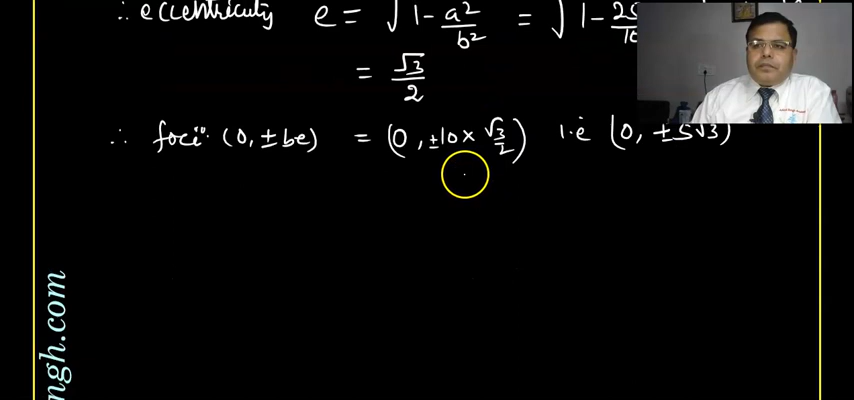 ∴ eccentricity e = √1 - a²/b² = √1 - 25
= √3/2
∴ foci: (0, ±be) = (0, ±10 × √3/2) i.e (0, ±5√3)
ngh.com